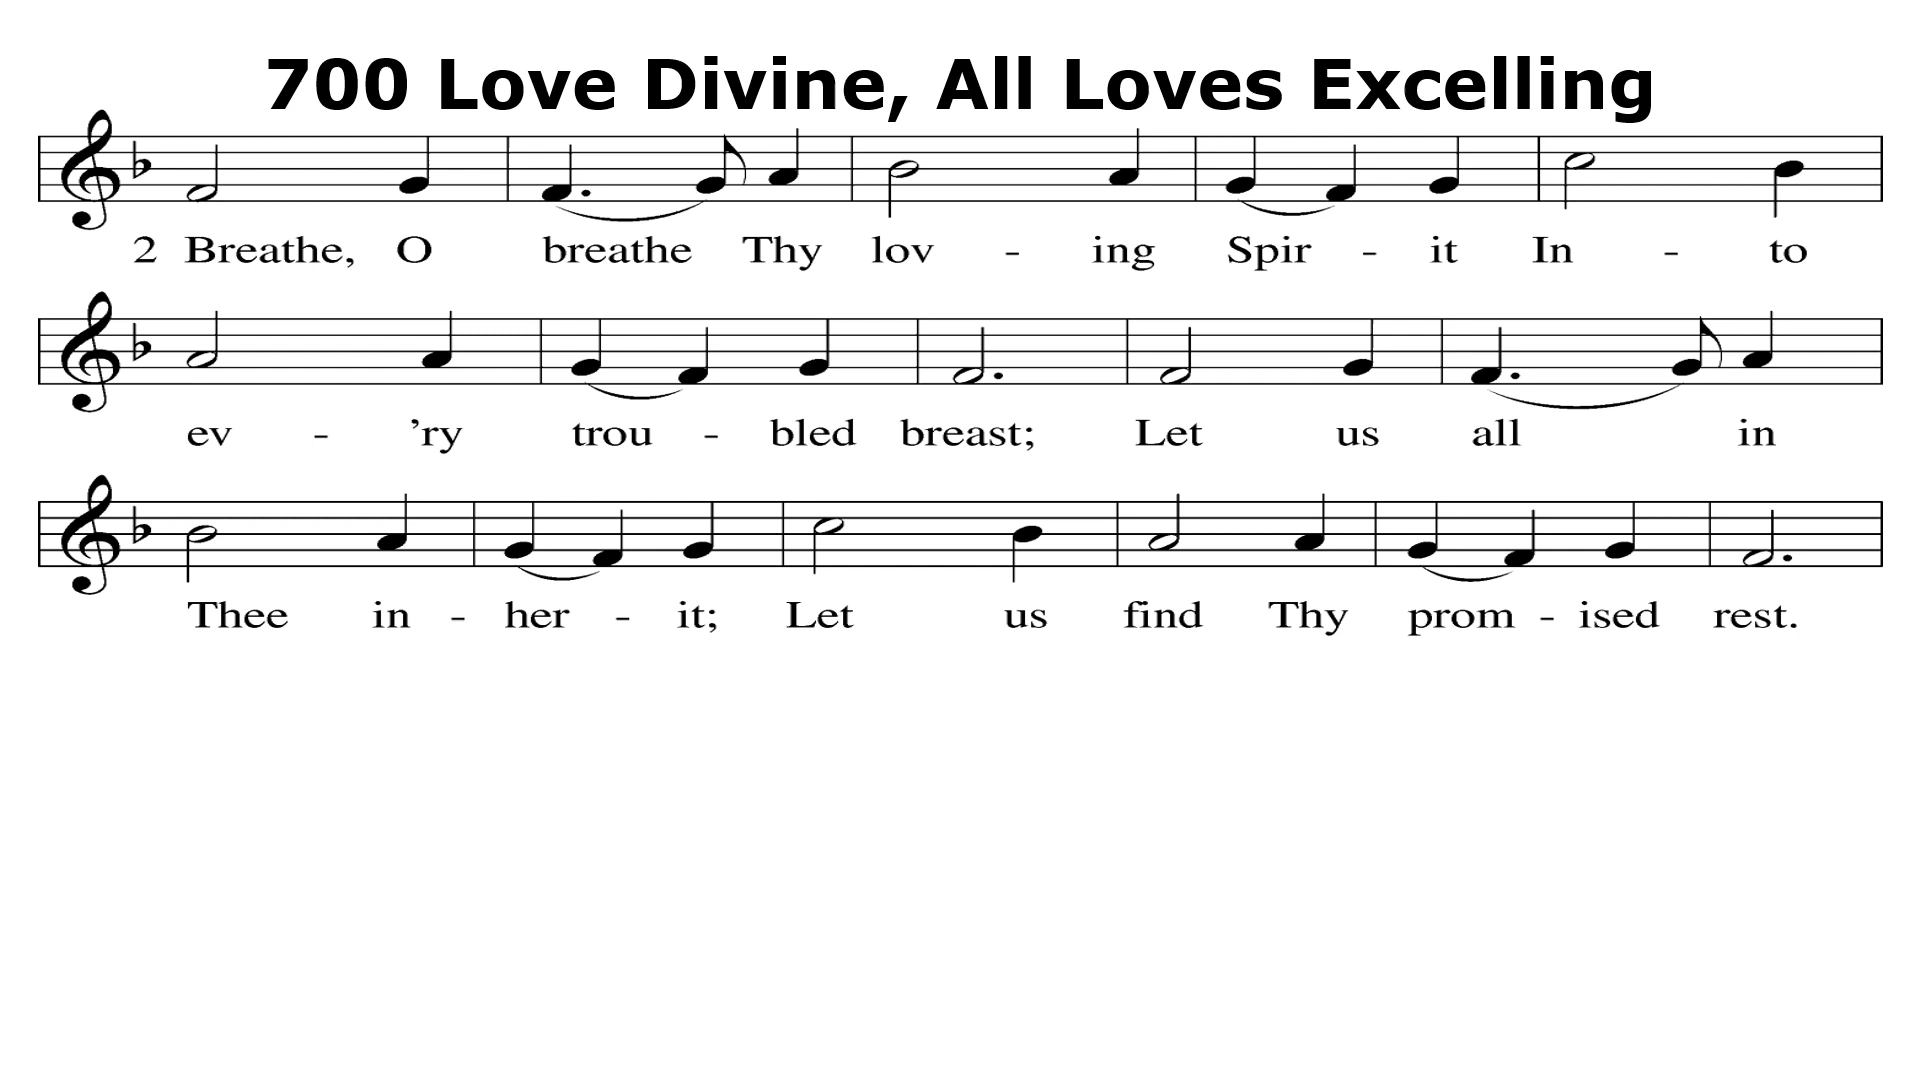 700 Love Divine, All Loves Excelling
2 Breathe, O breathe Thy lov - ing Spir - it In - to
ev - ’ry trou - bled breast; Let us all in
Thee in - her - it; Let us find Thy prom - ised rest.